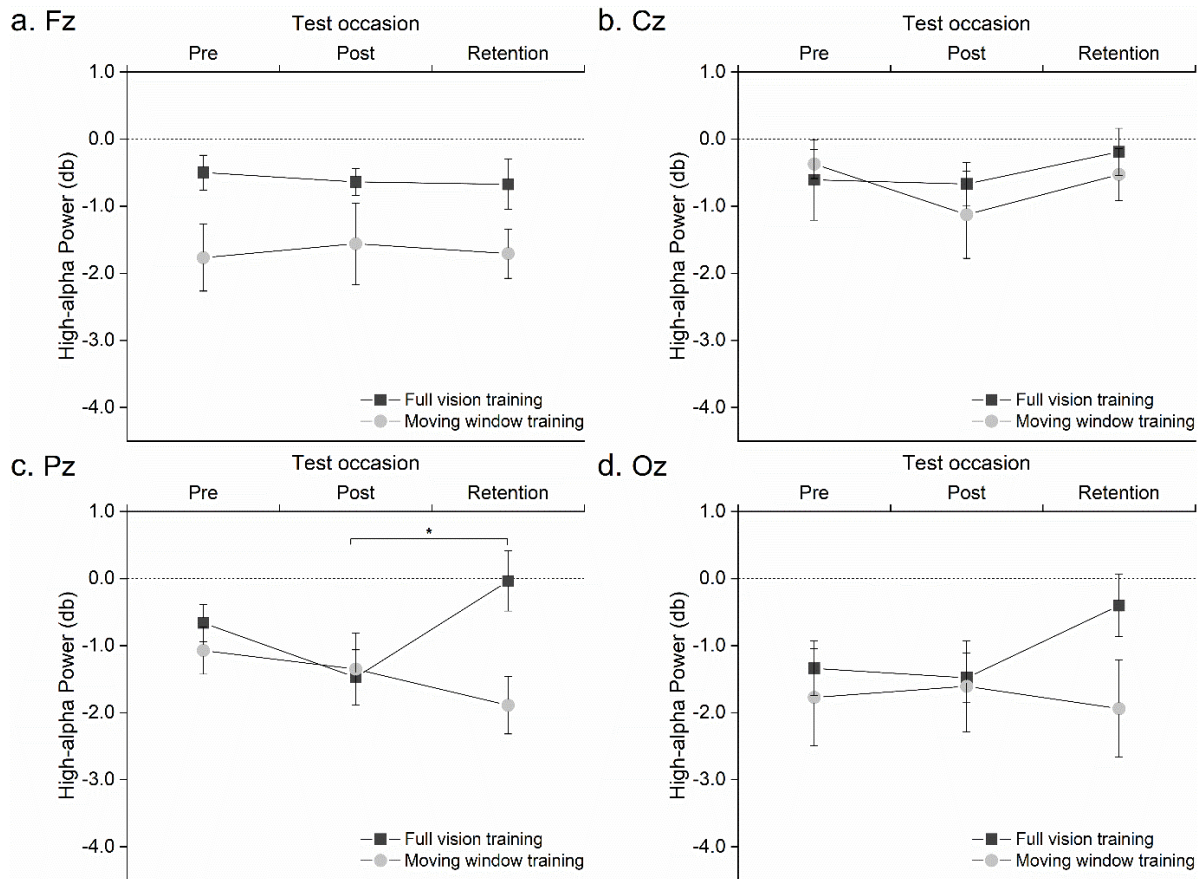 a. Fz
Test occasion
Pre Post Retention
High-alpha Power (db)
1.0
0.0
-1.0
-2.0
-3.0
-4.0
Full vision training
Moving window training
b. Cz
Test occasion
Pre Post Retention
High-alpha Power (db)
1.0
0.0
-1.0
-2.0
-3.0
-4.0
Full vision training
Moving window training
c. Pz
Test occasion
Pre Post Retention
High-alpha Power (db)
1.0
0.0
-1.0
-2.0
-3.0
-4.0
*
Full vision training
Moving window training
d. Oz
Test occasion
Pre Post Retention
High-alpha Power (db)
1.0
0.0
-1.0
-2.0
-3.0
-4.0
Full vision training
Moving window training